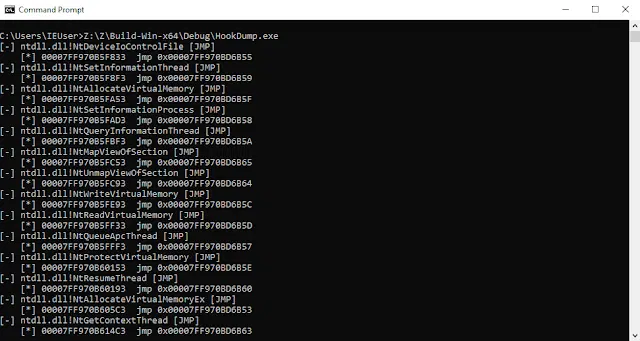 Command Prompt
C:\Users\IEUser>Z:\Z\Build-Win-x64\Debug\HookDump.exe
[-] ntdll.dll!NtDeviceIoControlFile [JMP]
[*] 00007FF970B5F833 jmp 0x00007FF970BD6B55
[-] ntdll.dll!NtSetInformationThread [JMP]
[*] 00007FF970B5F8F3 jmp 0x00007FF970BD6B59
[-] ntdll.dll!NtAllocateVirtualMemory [JMP]
[*] 00007FF970B5FA53 jmp 0x00007FF970BD6B5F
[-] ntdll.dll!NtSetInformationProcess [JMP]
[*] 00007FF970B5FAD3 jmp 0x00007FF970BD6B58
[-] ntdll.dll!NtQueryInformationThread [JMP]
[*] 00007FF970B5FBF3 jmp 0x00007FF970BD6B5A
[-] ntdll.dll!NtMapViewOfSection [JMP]
[*] 00007FF970B5FC53 jmp 0x00007FF970BD6B65
[-] ntdll.dll!NtUnmapViewOfSection [JMP]
[*] 00007FF970B5FC93 jmp 0x00007FF970BD6B64
[-] ntdll.dll!NtWriteVirtualMemory [JMP]
[*] 00007FF970B5FE93 jmp 0x00007FF970BD6B5C
[-] ntdll.dll!NtReadVirtualMemory [JMP]
[*] 00007FF970B5FF33 jmp 0x00007FF970BD6B5D
[-] ntdll.dll!NtQueueApcThread [JMP]
[*] 00007FF970B5FFF3 jmp 0x00007FF970BD6B57
[-] ntdll.dll!NtProtectVirtualMemory [JMP]
[*] 00007FF970B60153 jmp 0x00007FF970BD6B5E
[-] ntdll.dll!NtResumeThread [JMP]
[*] 00007FF970B60193 jmp 0x00007FF970BD6B60
[-] ntdll.dll!NtAllocateVirtualMemoryEx [JMP]
[*] 00007FF970B605C3 jmp 0x00007FF970BD6B53
[-] ntdll.dll!NtGetContextThread [JMP]
[*] 00007FF970B614C3 jmp 0x00007FF970BD6B63